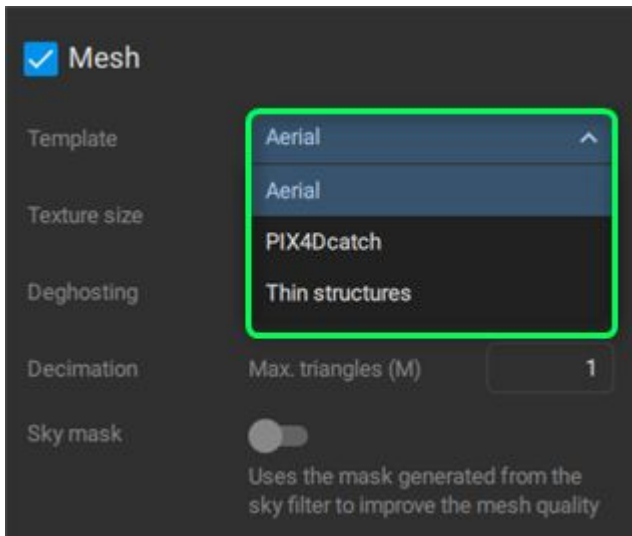 Mesh
Template
Aerial
Aerial
Texture size
PIX4Dcatch
Deghosting
Thin structures
Decimation
Max. triangles (M)
1
Sky mask
Uses the mask generated from the
sky filter to improve the mesh quality